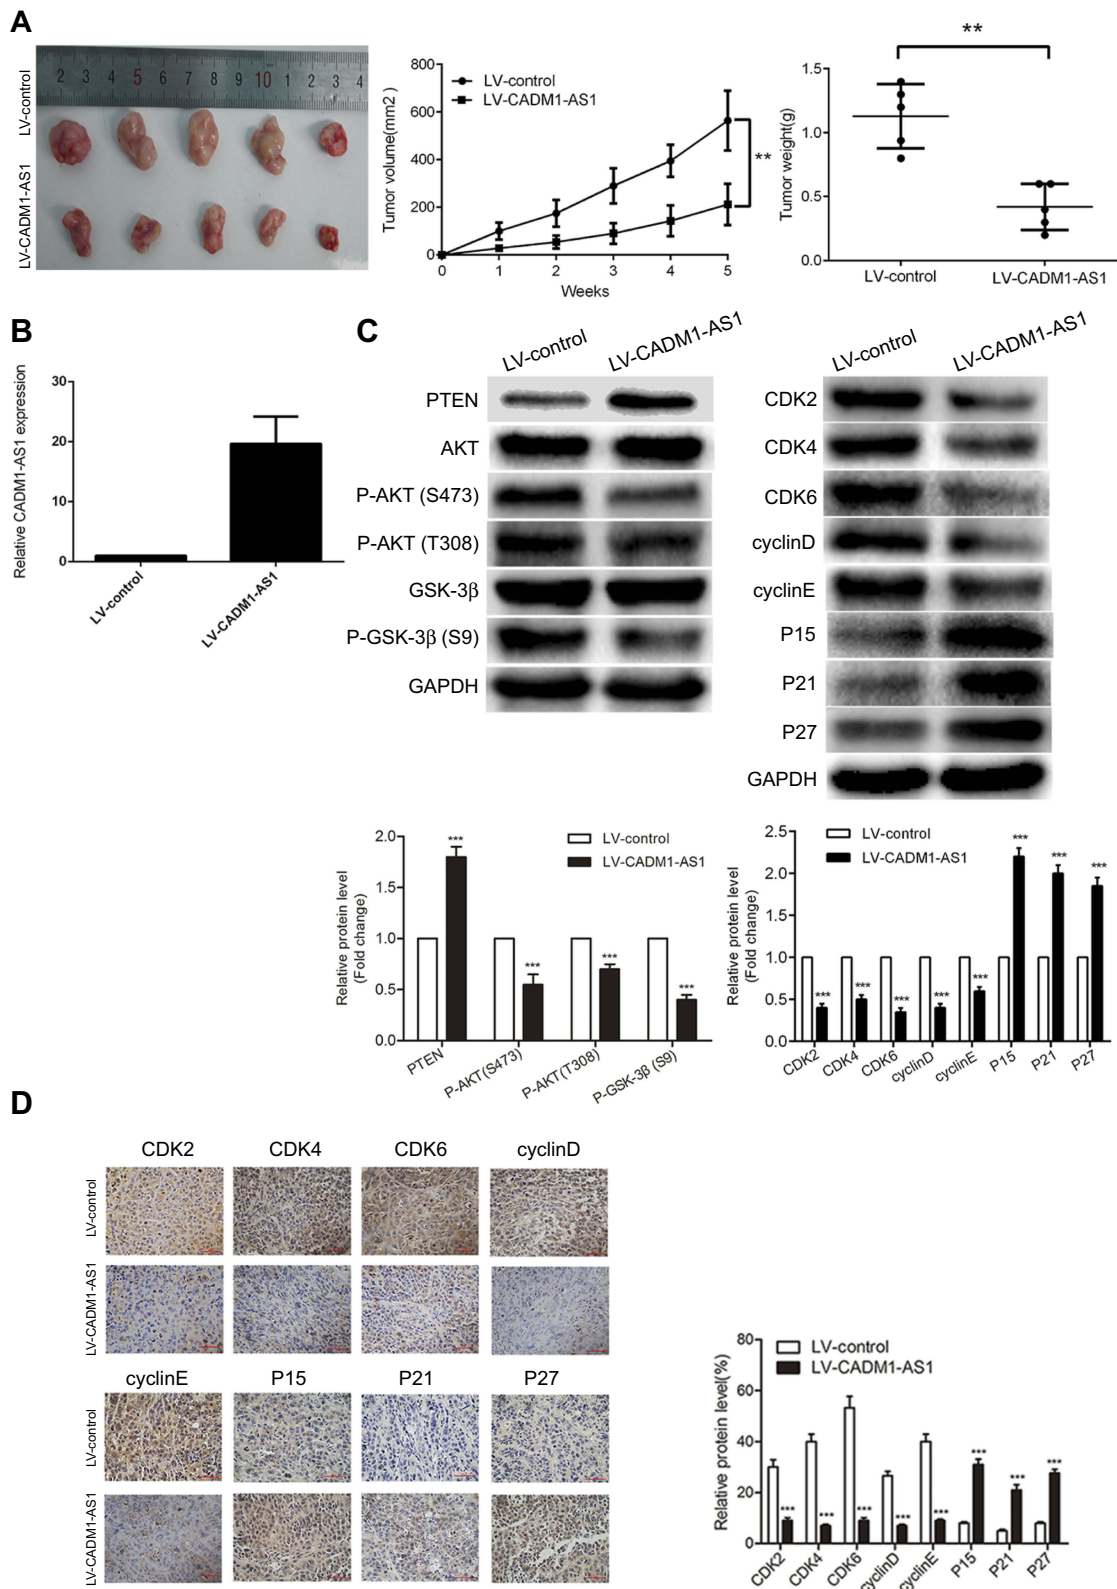 A
LV-control
LV-CADM1-AS1
2 3 4 5 6 7 8 9 10 1 2 3 4
Tumor volume(mm2 )
800
600
400
200
0
LV-control
LV-CADM1-AS1
**
0 1 2 3 4 5
Weeks
**
Tumor weight(g)
1.5
1.0
0.5
0.0
LV-control LV-CADM1-AS1
B
Relative CADM1-AS1 expression
30
20
10
0
LV-control
LV-CADM1-AS1
C
LV-control LV-CADM1-AS1
PTEN
AKT
P-AKT (S473)
P-AKT (T308)
GSK-3β
P-GSK-3β (S9)
GAPDH
LV-control LV-CADM1-AS1
CDK2
CDK4
CDK6
cyclinD
cyclinE
P15
P21
P27
GAPDH
Relative protein level
(Fold change)
2.0
1.5
1.0
0.5
0.0
LV-control
LV-CADM1-AS1
*** *** *** ***
PTEN P-AKT(S473) P-AKT(T308) P-GSK-3β (S9)
Relative protein level
(Fold change)
2.5
2.0
1.5
1.0
0.5
0.0
LV-control
LV-CADM1-AS1
*** *** *** *** *** *** *** ***
CDK2 CDK4 CDK6 cyclinD cyclinE P15 P21 P27
D
CDK2 CDK4 CDK6 cyclinD
LV-control
LV-CADM1-AS1
cyclinE P15 P21 P27
LV-control
LV-CADM1-AS1
Relative protein level(%)
80
60
40
20
0
LV-control
LV-CADM1-AS1
*** *** *** *** *** *** *** ***
CDK2 CDK4 CDK6 cyclinD cyclinE P15 P21 P27